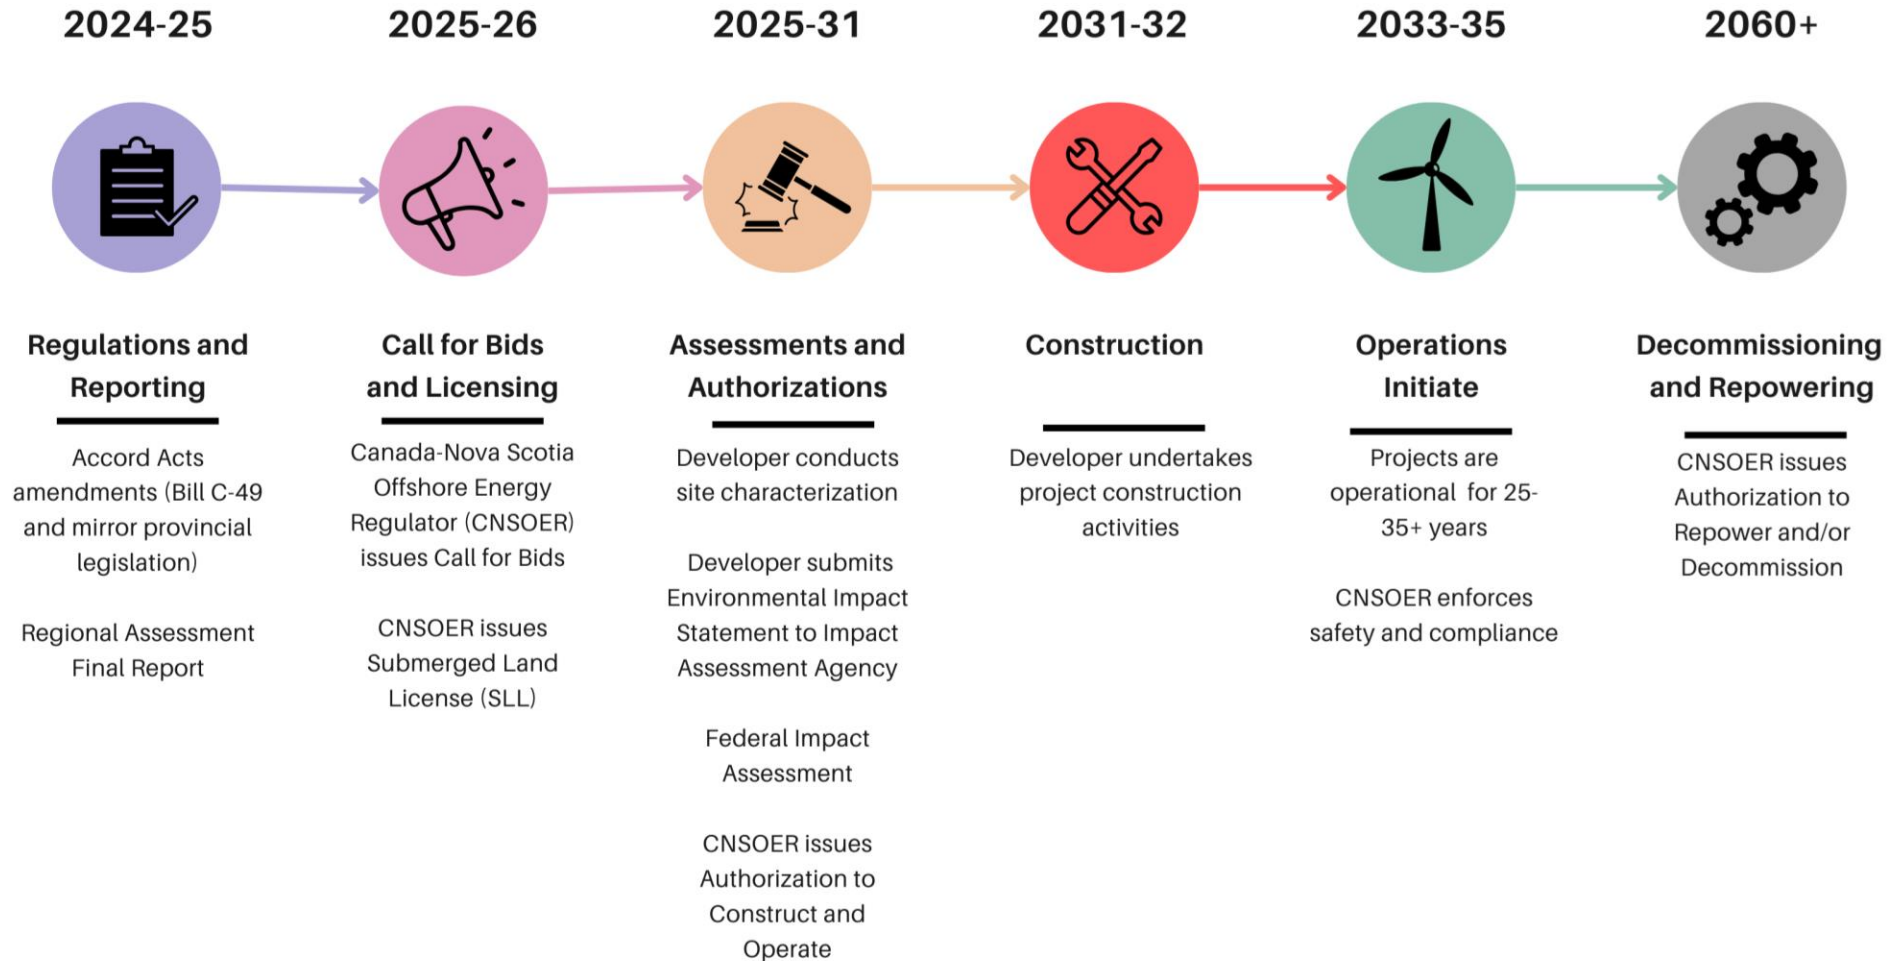 2024-25
2025-26
2025-31
2031-32
2033-35
2060+
Regulations and
Reporting
Accord Acts
amendments (Bill C-49
and mirror provincial
legislation)
Regional Assessment
Final Report
Call for Bids
and Licensing
Canada-Nova Scotia
Offshore Energy
Regulator (CNSOER)
issues Call for Bids
CNSOER issues
Submerged Land
License (SLL)
Assessments and
Authorizations
Developer conducts
site characterization
Developer submits
Environmental Impact
Statement to Impact
Assessment Agency
Federal Impact
Assessment
CNSOER issues
Authorization to
Construct and
Operate
Construction
Developer undertakes
project construction
activities
Operations
Initiate
Projects are
operational for 25-
35+ years
CNSOER enforces
safety and compliance
Decommissioning
and Repowering
CNSOER issues
Authorization to
Repower and/or
Decommission